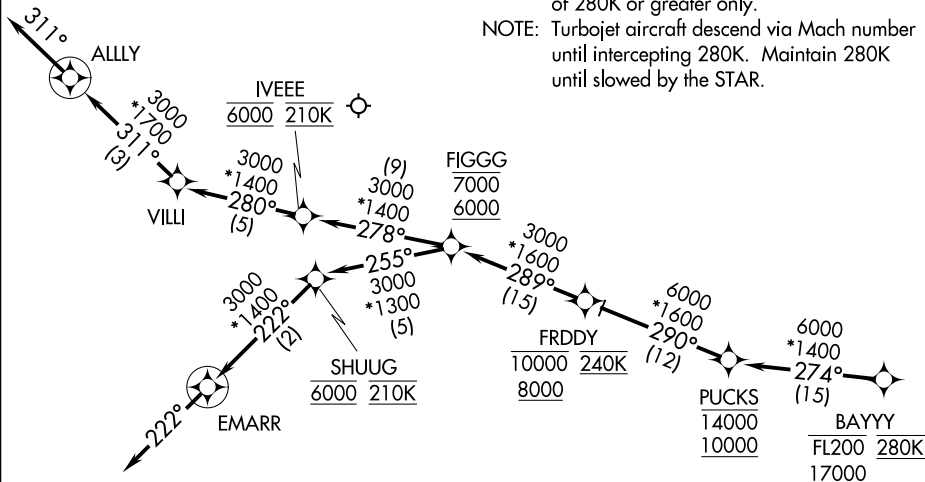 of 280K or greater only.
NOTE: Turbojet aircraft descend via Mach number
until intercepting 280K. Maintain 280K
until slowed by the STAR.
311°
ALLLY
3000
*1700
311°
(3)
VILLI
IVEEE
6000 210K
3000
*1400
280°
(5)
(9)
3000
*1400
278°
FIGGG
7000
6000
255°
3000
*1300
(5)
3000
*1600
289°
(15)
3000
*1400
222°
(2)
SHUUG
6000 210K
FRDDY
10000 240K
8000
6000
*1600
290°
(12)
6000
*1400
274°
(15)
PUCKS
14000
10000
BAYYY
FL200 280K
17000
EMARR
222°